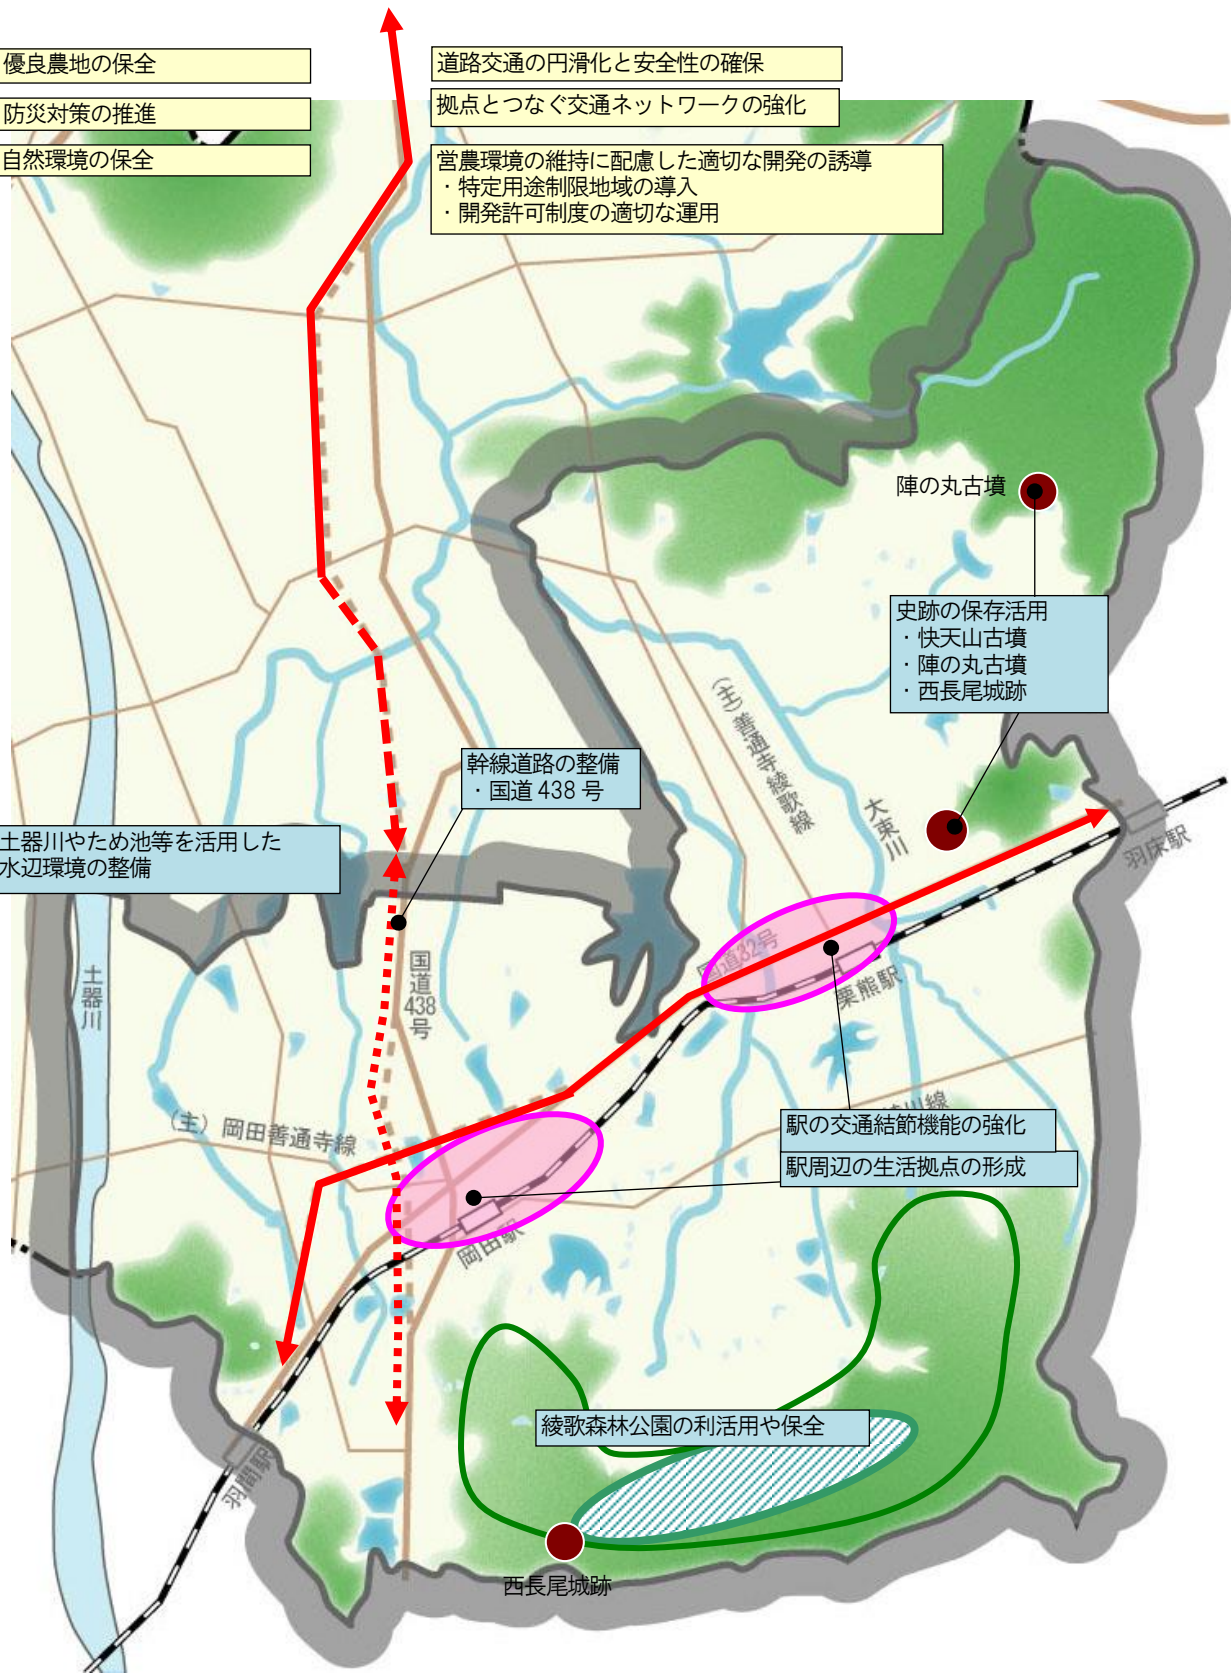 優良農地の保全
防災対策の推進
自然環境の保全
道路交通の円滑化と安全性の確保
拠点とつなぐ交通ネットワークの強化
営農環境の維持に配慮した適切な開発の誘導
・特定用途制限地域の導入
・開発許可制度の適切な運用
陣の丸古墳
史跡の保存活用
・快天山古墳
・陣の丸古墳
・西長尾城跡
(主)善通寺綾歌線
大束川
幹線道路の整備
・国道 438 号
土器川やため池等を活用した
水辺環境の整備
羽床駅
国道32号
栗熊駅
土器川
国道438号
(主)岡田善通寺線
川線
駅の交通結節機能の強化
駅周辺の生活拠点の形成
岡田駅
綾歌森林公園の利活用や保全
羽間駅
西長尾城跡